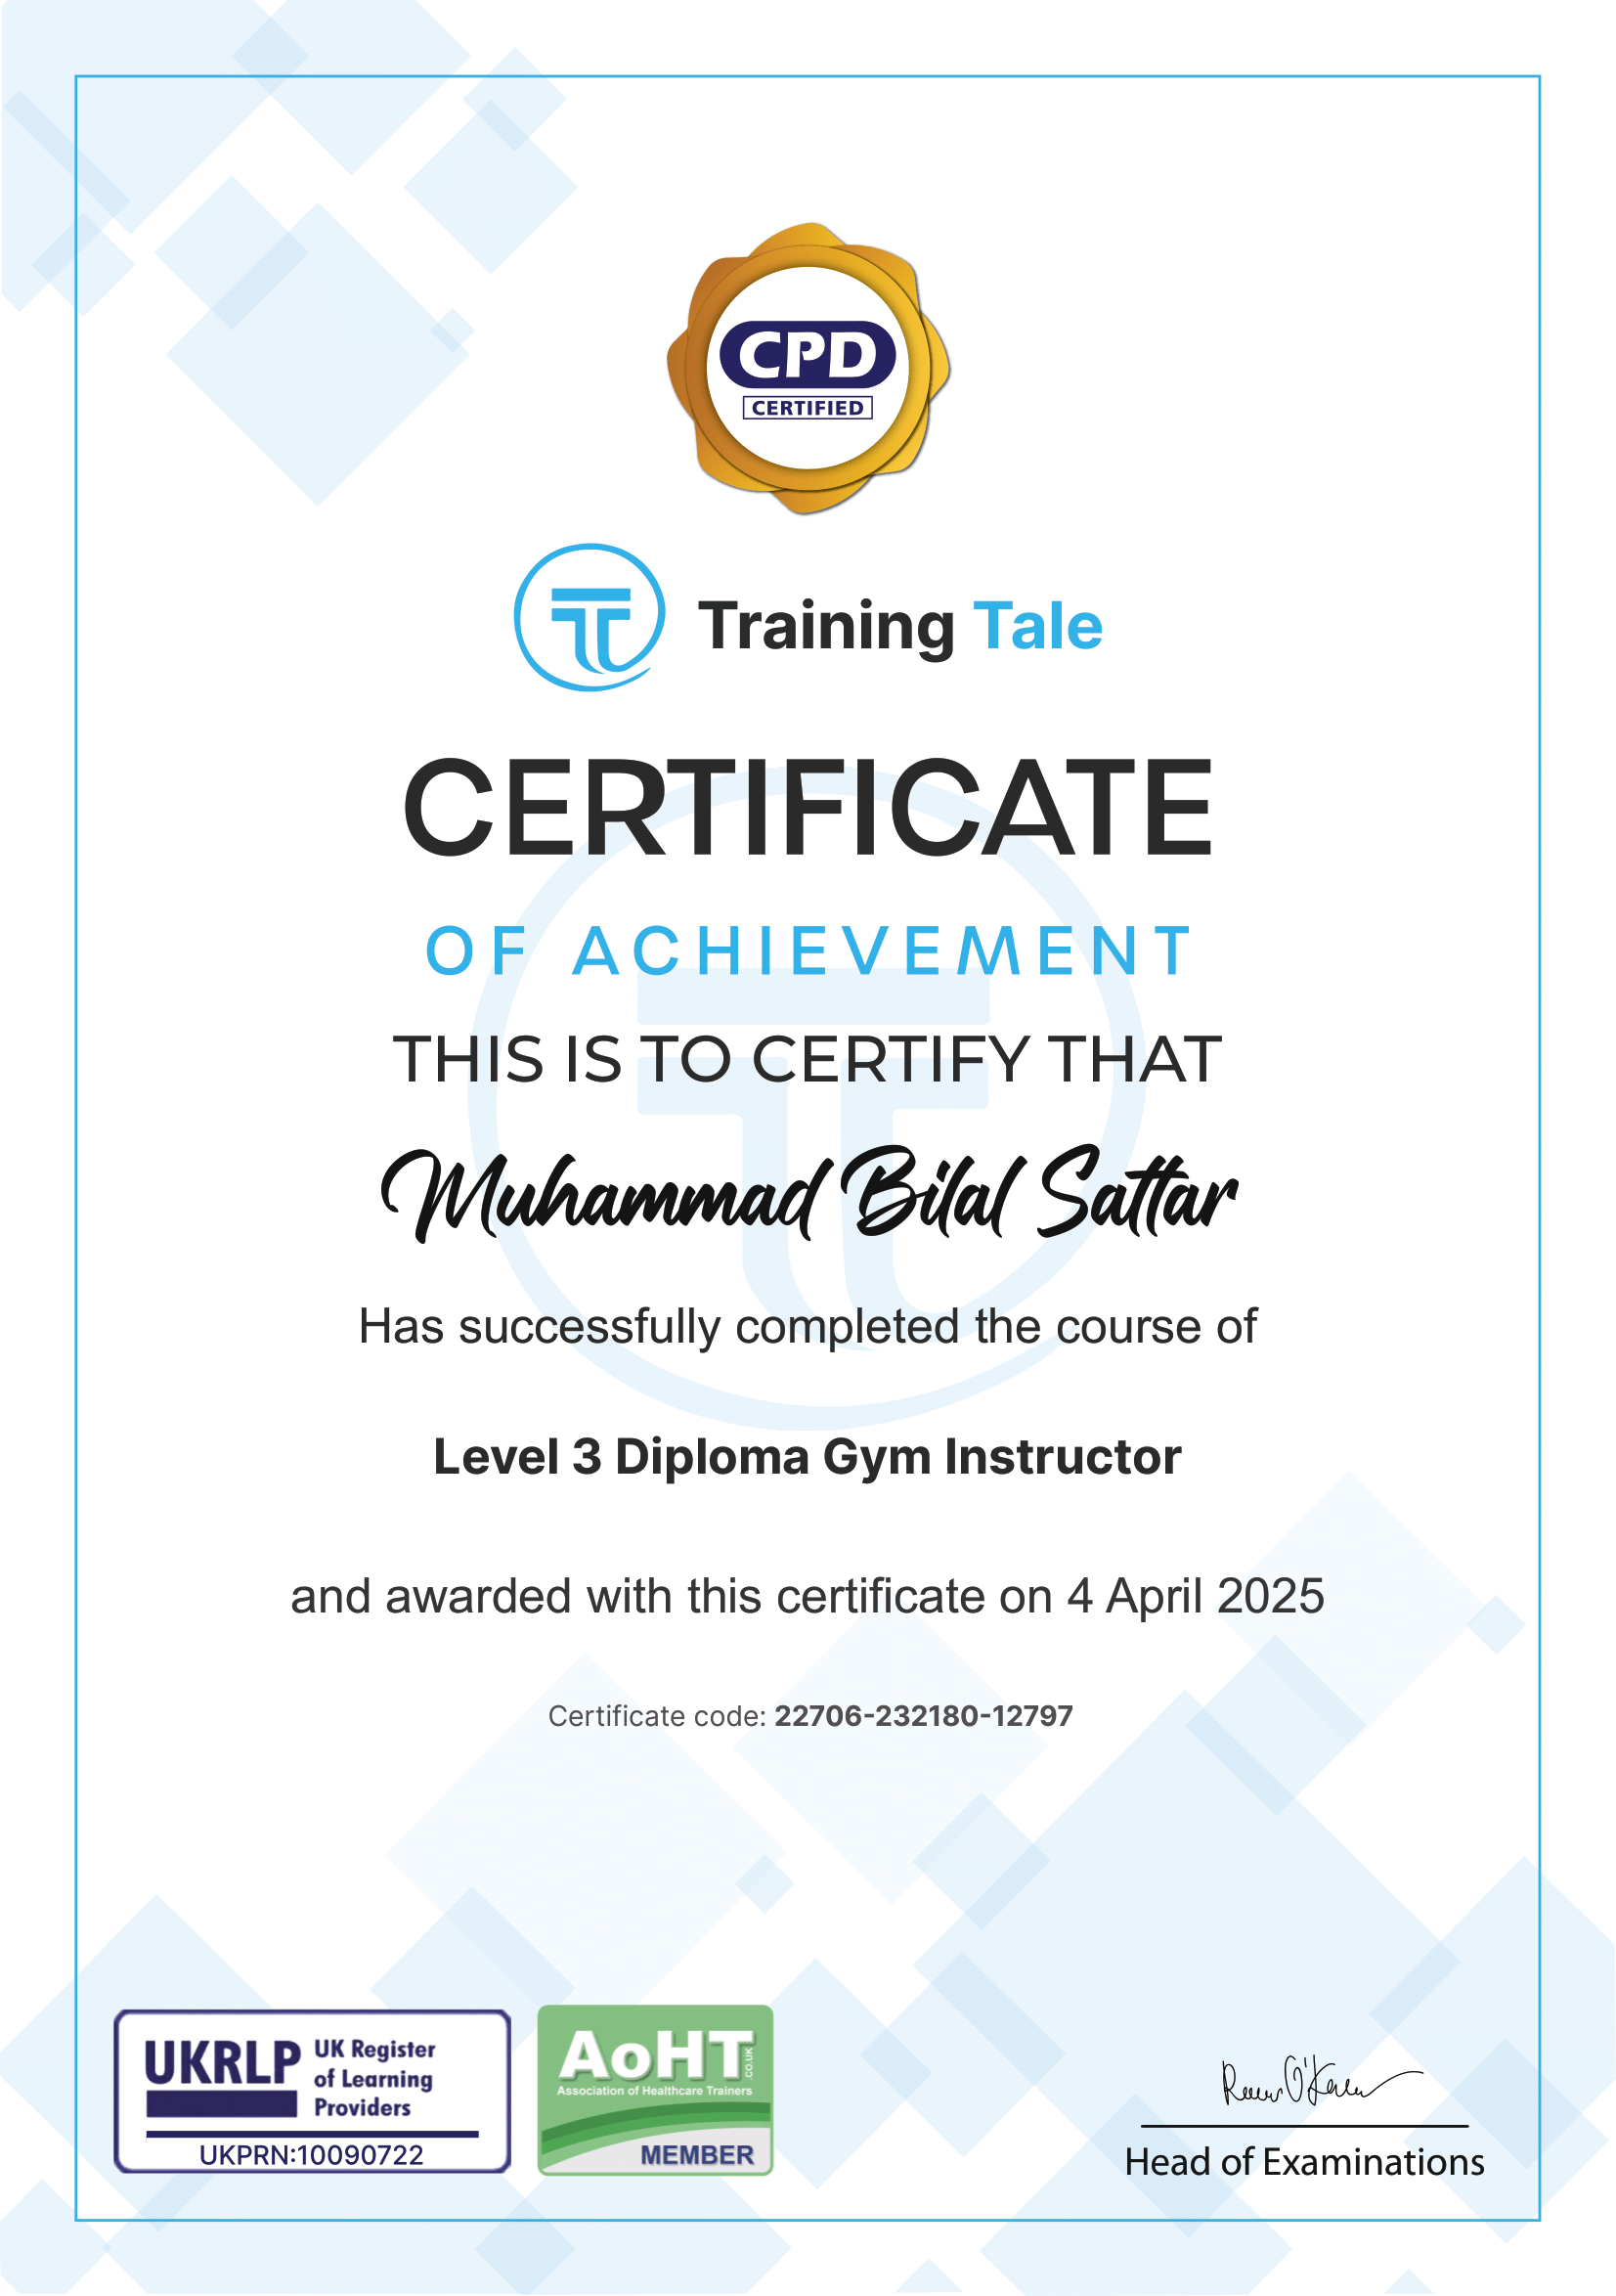 CPD
CERTIFIED
Training Tale
CERTIFICATE
OF ACHIEVEMENT
THIS IS TO CERTIFY THAT
Muhammad Bilal Sattar
Has successfully completed the course of
Level 3 Diploma Gym Instructor
and awarded with this certificate on 4 April 2025
Certificate code: 22706-232180-12797
UKRLP
UK Register
of Learning
Providers
UKPRN:10090722
AoHT
.CO.UK
Association of Healthcare Trainers
MEMBER
Head of Examinations